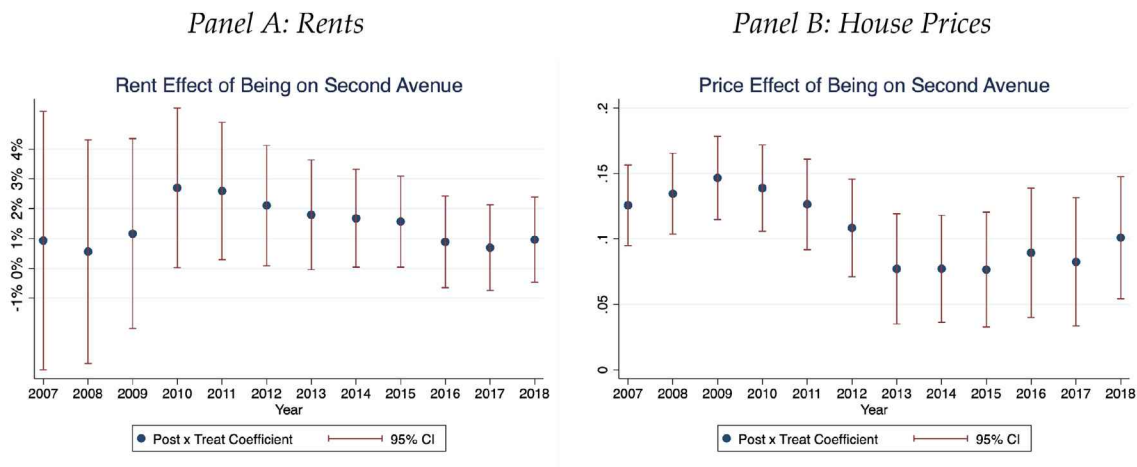 Panel A: Rents
Rent Effect of Being on Second Avenue
4%
3%
2%
1%
0%
-1%
2007 2008 2009 2010 2011 2012 2013 2014 2015 2016 2017 2018
Year
Post x Treat Coefficient 95% CI
Panel B: House Prices
Price Effect of Being on Second Avenue
.2
.15
.1
.05
0
2007 2008 2009 2010 2011 2012 2013 2014 2015 2016 2017 2018
Year
Post x Treat Coefficient 95% CI